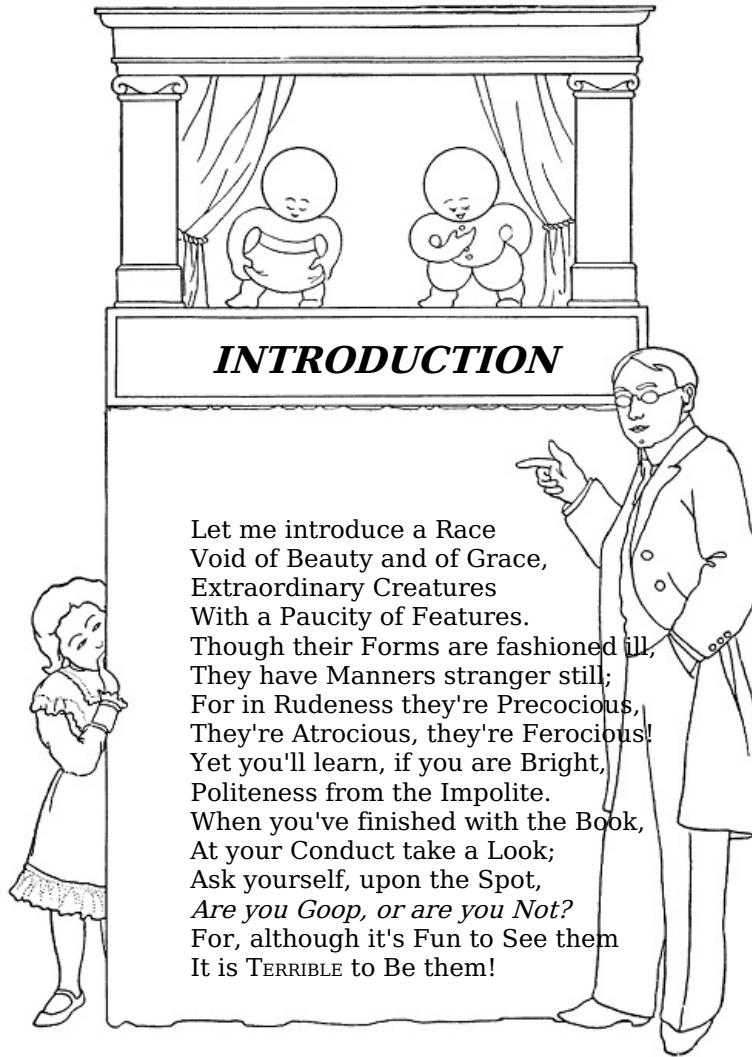 INTRODUCTION
Let me introduce a Race
Void of Beauty and of Grace,
Extraordinary Creatures
With a Paucity of Features.
Though their Forms are fashioned ill,
They have Manners stranger still;
For in Rudeness they're Precocious,
They're Atrocious, they're Ferocious!
Yet you'll learn, if you are Bright,
Politeness from the Impolite.
When you've finished with the Book,
At your Conduct take a Look;
Ask yourself, upon the Spot,
Are you Goop, or are you Not?
For, although it's Fun to See them
It is TERRIBLE to Be them!